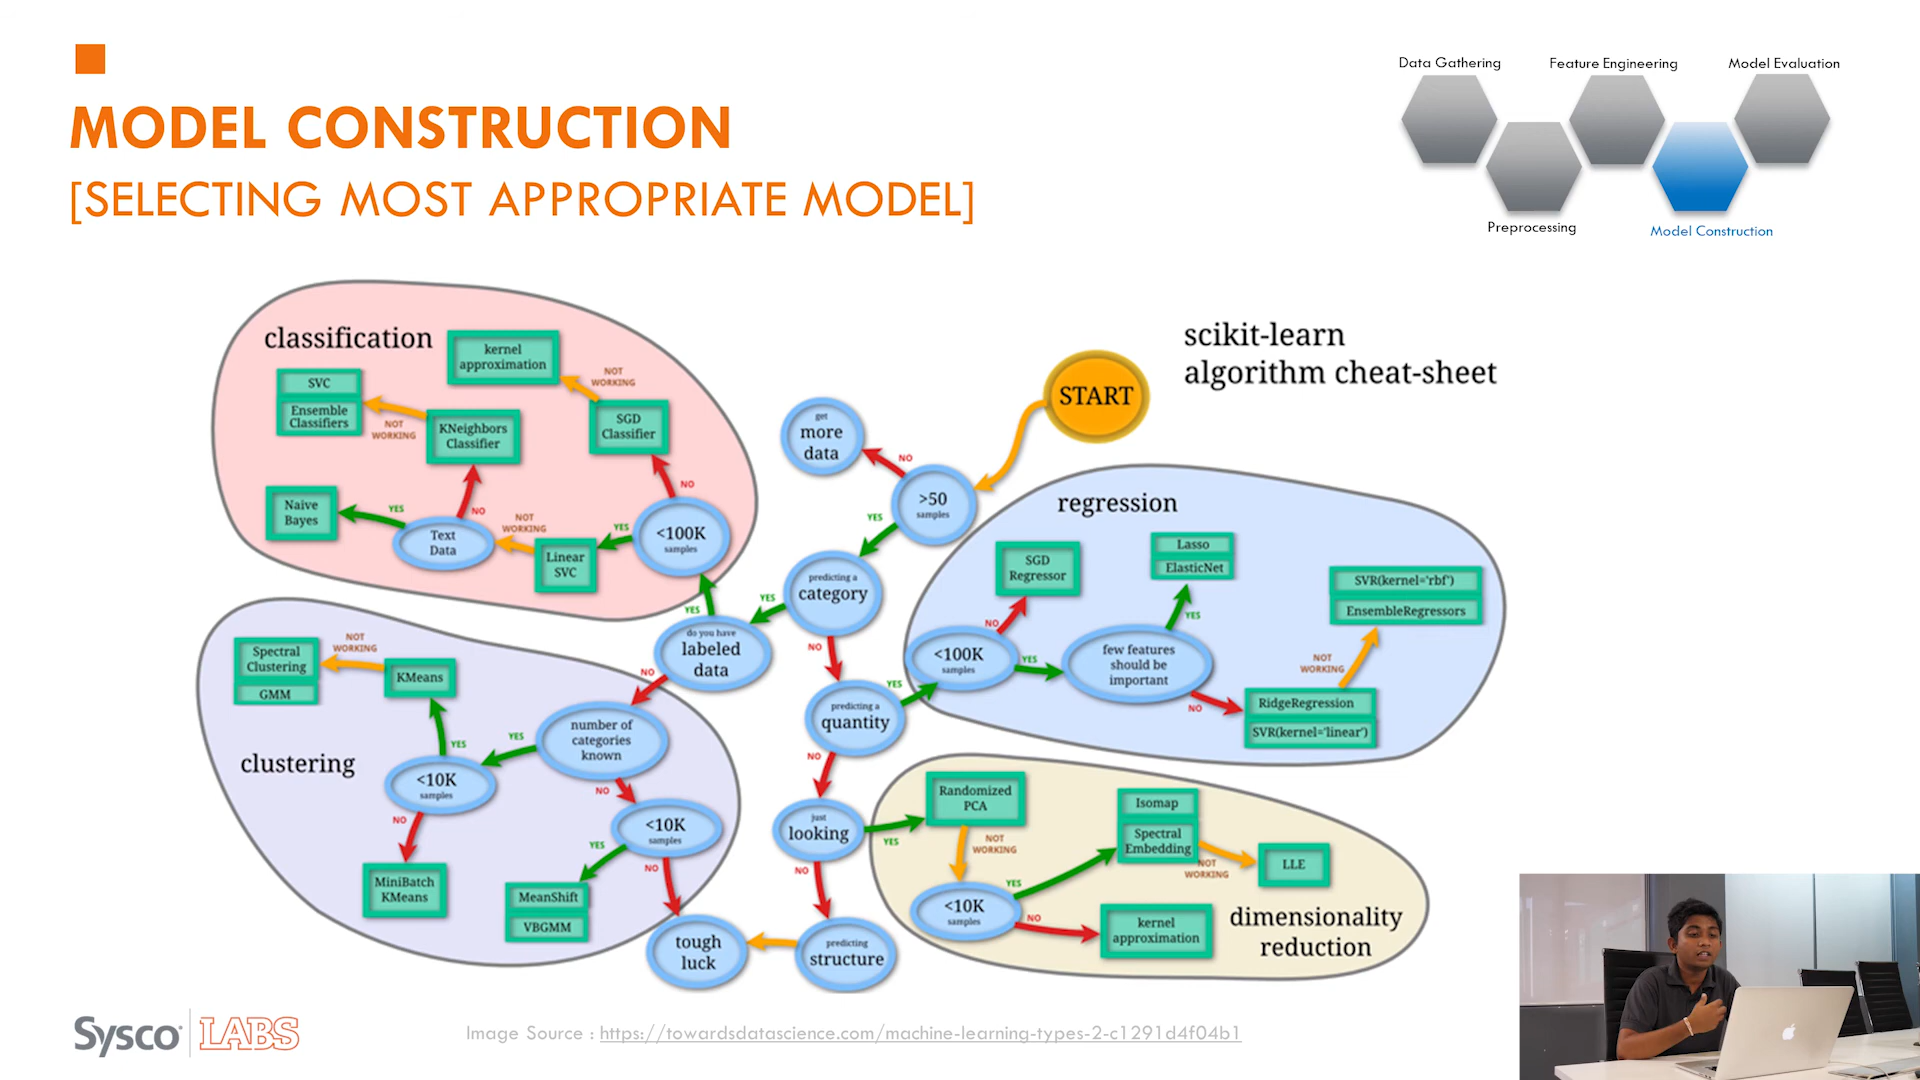 MODEL CONSTRUCTION
[SELECTING MOST APPROPRIATE MODEL]
Data Gathering
Feature Engineering
Model Evaluation
Preprocessing
Model Construction
scikit-learn
algorithm cheat-sheet
START
get
more
data
NO
>50
samples
YES
predicting a
category
YES
NO
do you have
labeled
data
YES
NO
predicting a
quantity
YES
NO
just
looking
YES
NO
predicting
structure
tough
luck
classification
kernel
approximation
NOT
WORKING
SVC
Ensemble
Classifiers
NOT
WORKING
KNeighbors
Classifier
SGD
Classifier
NO
Naive
Bayes
YES
Text
Data
NO
NOT
WORKING
Linear
SVC
YES
<100K
samples
regression
SGD
Regressor
NO
<100K
samples
YES
Lasso
ElasticNet
YES
few features
should be
important
NO
SVR(kernel='rbf')
EnsembleRegressors
NOT
WORKING
RidgeRegression
SVR(kernel='linear')
clustering
Spectral
Clustering
GMM
NOT
WORKING
KMeans
YES
<10K
samples
NO
MiniBatch
KMeans
YES
number of
categories
known
NO
<10K
samples
YES
NO
MeanShift
VBGMM
dimensionality
reduction
Randomized
PCA
NOT
WORKING
<10K
samples
YES
NO
Isomap
Spectral
Embedding
NOT
WORKING
LLE
kernel
approximation
Sysco LABS
Image Source : https://towardsdatascience.com/machine-learning-types-2-c1291d4f04b1